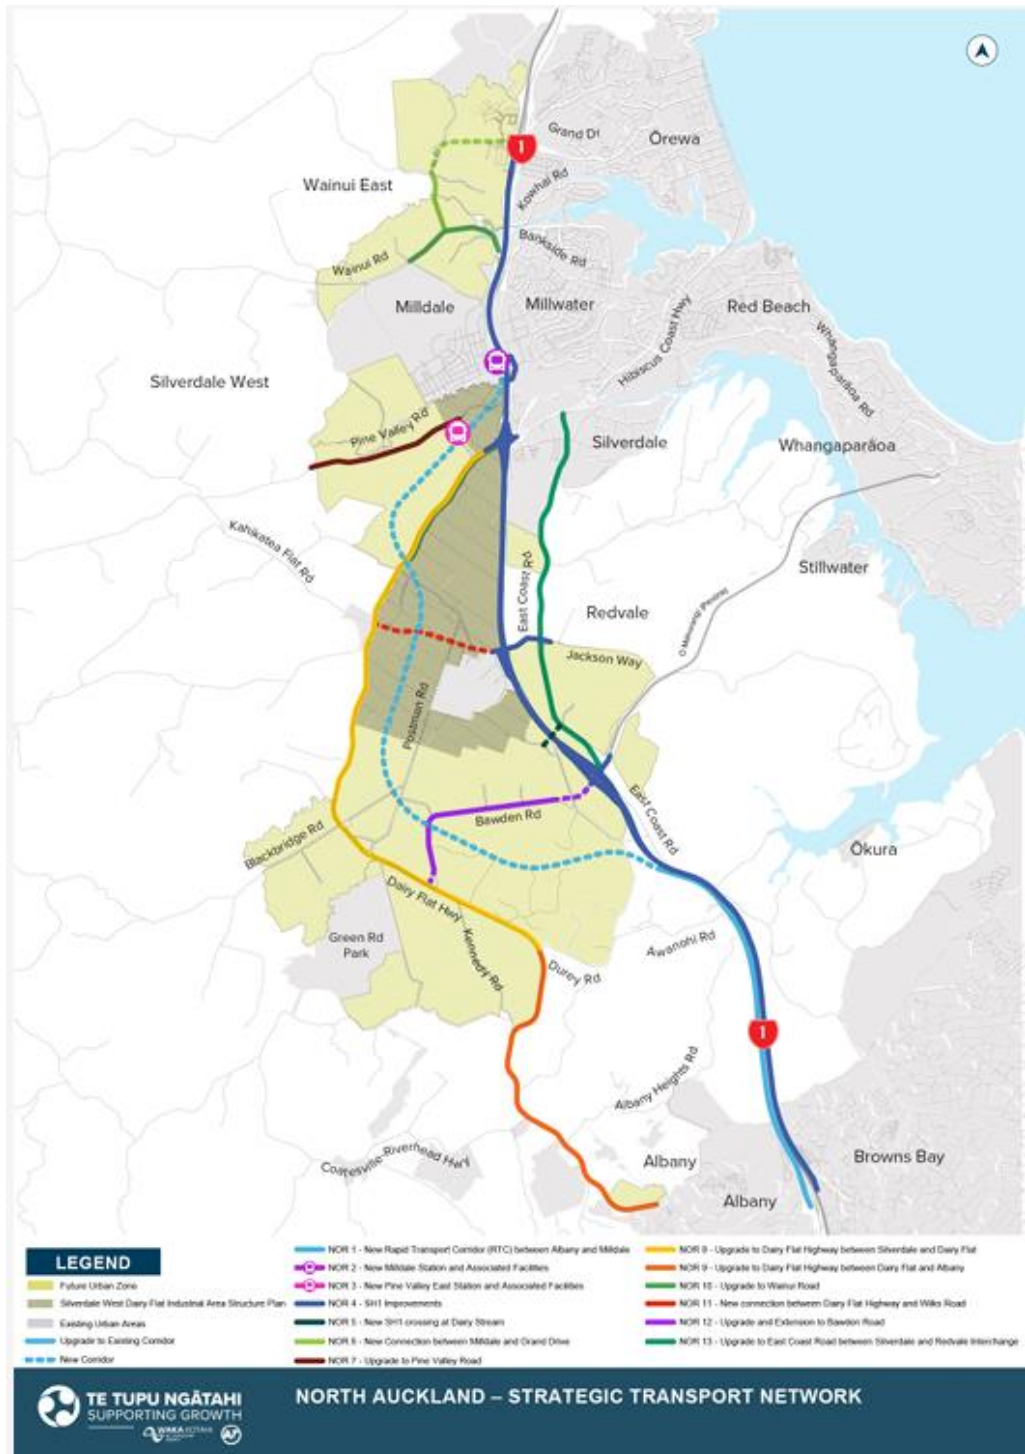 Grand Dr
Ōrewa
1
Wainui East
Kowhai Rd
Bankside Rd
Wainui Rd
Milldale
Millwater
Red Beach
Hibiscus Coast Hwy
Whangaparāoa Rd
Silverdale West
Pine Valley Rd
Silverdale
Whangaparāoa
Kahikatea Flat Rd
East Coast Rd
Stillwater
Redvale
Jackson Way
Postman Rd
Bawden Rd
East Coast Rd
Blackbridge Rd
Ōkura
Dairy Flat Hwy
Green Rd
Park
Kennedy Rd
Durey Rd
Awanohi Rd
1
Albany Heights Rd
Coatesville-Riverhead Hwy
Albany
Albany
Browns Bay
LEGEND
Future Urban Zone
Silverdale West Dairy Flat Industrial Area Structure Plan
Existing Urban Areas
Upgrade to Existing Corridor
New Corridor
NOR 1 - New Rapid Transport Corridor (RTC) between Albany and Milldale
NOR 2 - New Milldale Station and Associated Facilities
NOR 3 - New Pine Valley East Station and Associated Facilities
NOR 4 - SH1 Improvements
NOR 5 - New SH1 crossing at Dairy Stream
NOR 6 - New Connection between Milldale and Grand Drive
NOR 7 - Upgrade to Pine Valley Road
NOR 8 - Upgrade to Dairy Flat Highway between Silverdale and Dairy Flat
NOR 9 - Upgrade to Dairy Flat Highway between Dairy Flat and Albany
NOR 10 - Upgrade to Wainui Road
NOR 11 - New connection between Dairy Flat Highway and Wilks Road
NOR 12 - Upgrade and Extension to Bawden Road
NOR 13 - Upgrade to East Coast Road between Silverdale and Redvale Interchange
TE TUPU NGĀTAHI
SUPPORTING GROWTH
WAKA KOTAHI
AT
NORTH AUCKLAND – STRATEGIC TRANSPORT NETWORK